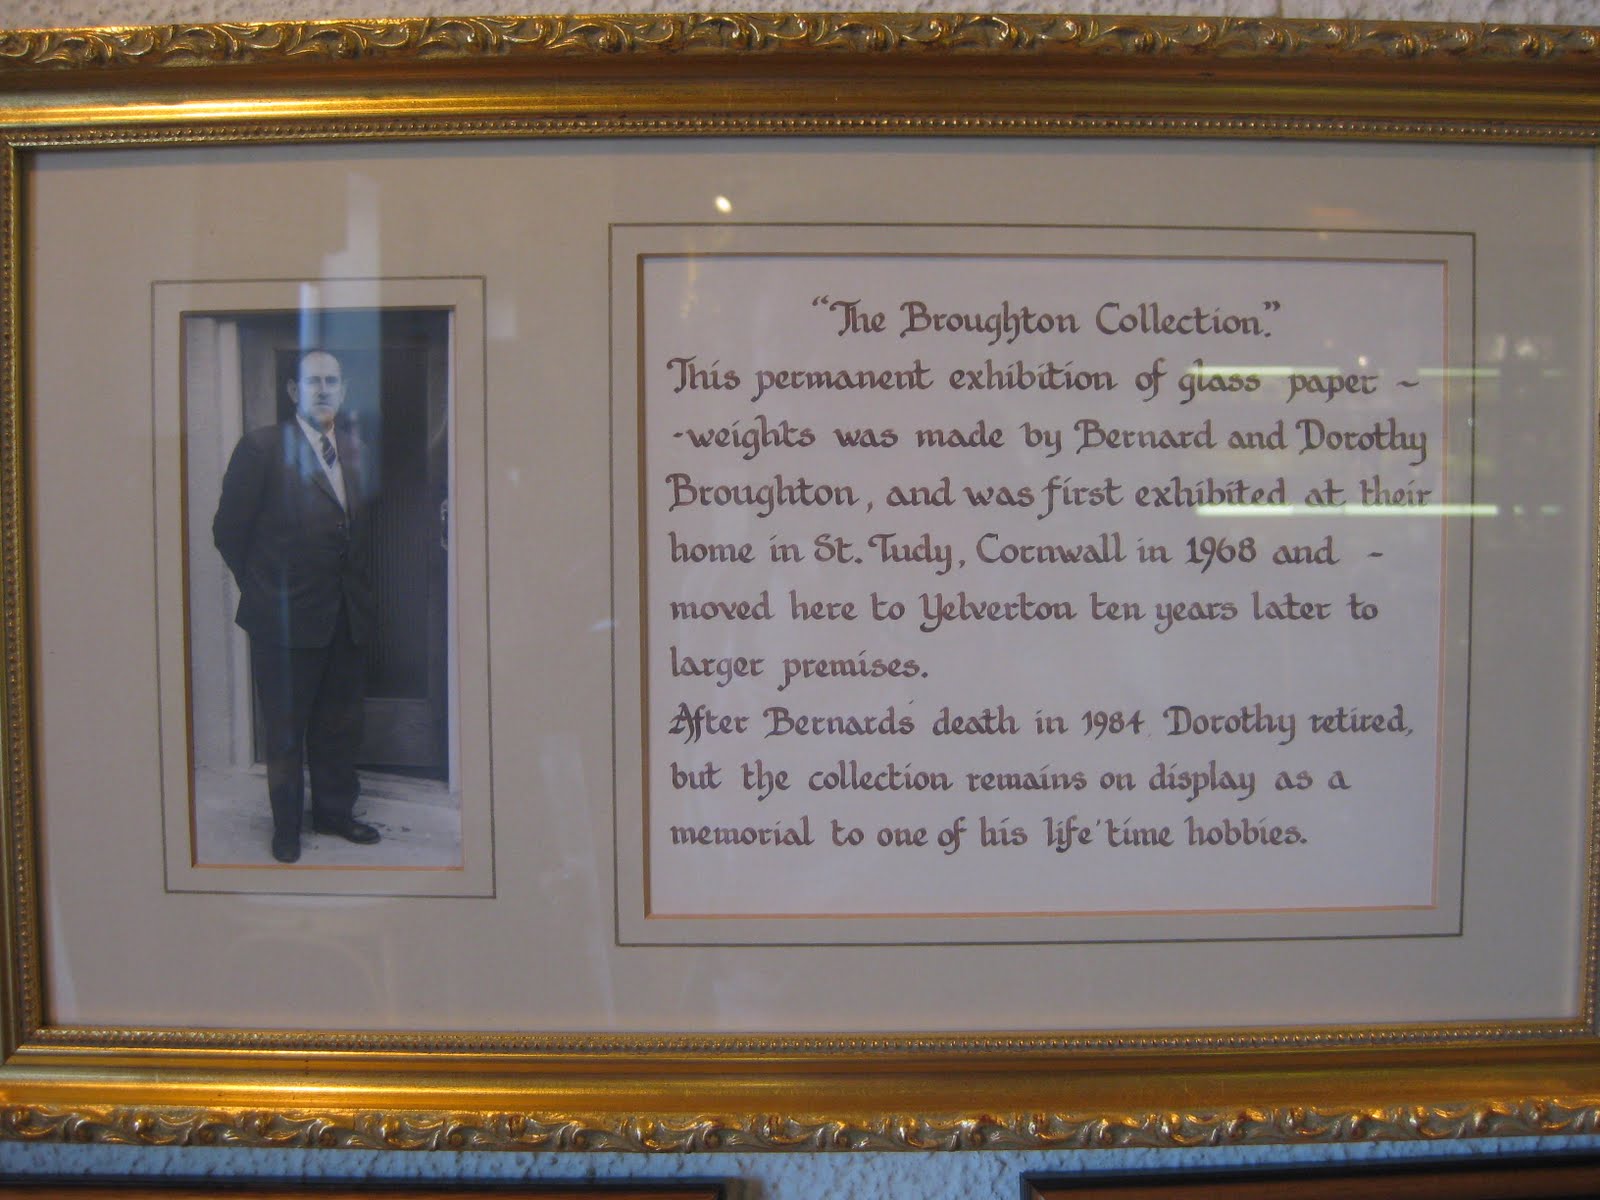 “The Broughton Collection.”
This permanent exhibition of glass paper ~
-weights was made by Bernard and Dorothy
Broughton, and was first exhibited at their
home in St. Tudy, Cornwall in 1968 and -
moved here to Yelverton ten years later to
larger premises.
After Bernards' death in 1984 Dorothy retired,
but the collection remains on display as a
memorial to one of his life'time hobbies.